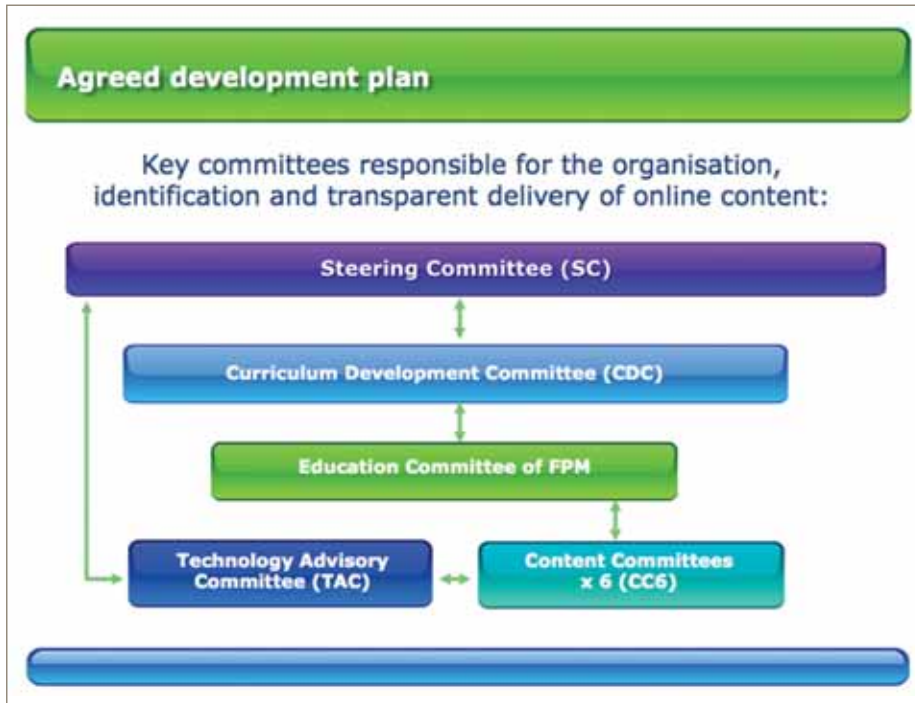 Agreed development plan
Key committees responsible for the organisation,
identification and transparent delivery of online content:
Steering Committee (SC)
Curriculum Development Committee (CDC)
Education Committee of FPM
Technology Advisory
Committee (TAC)
Content Committees
x 6 (CC6)